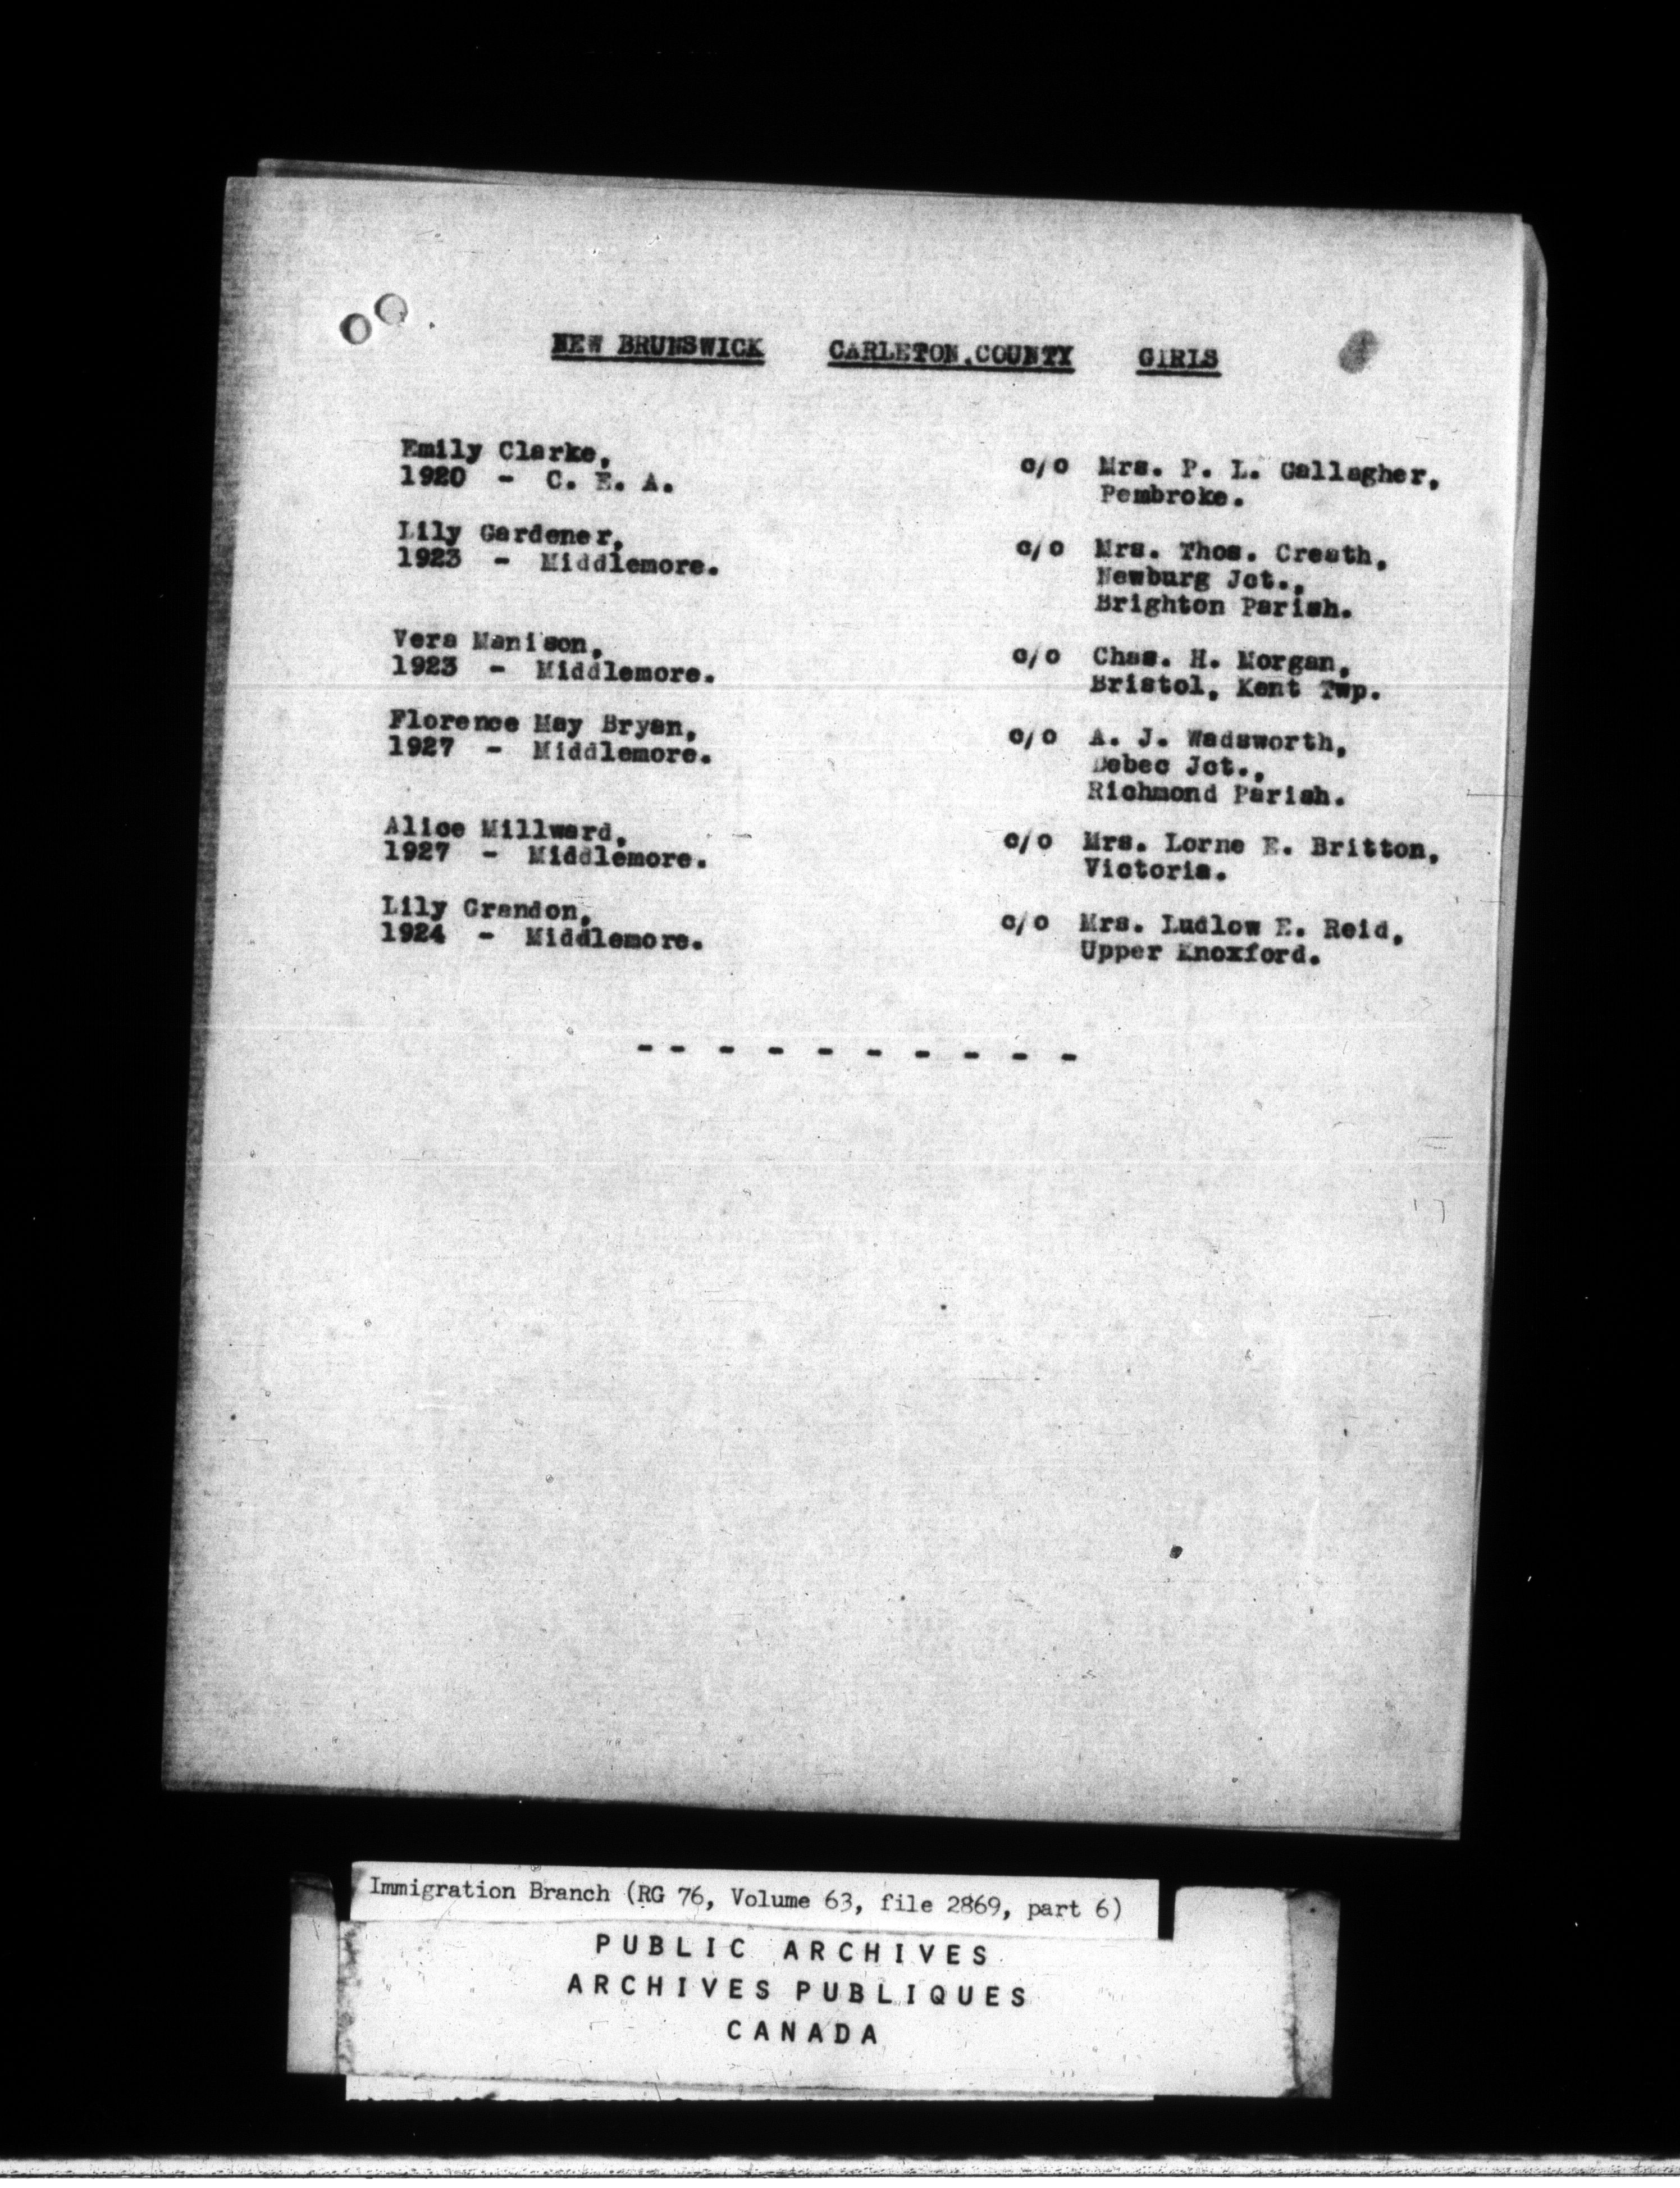 NEW BRUNSWICK CARLETON COUNTY GIRLS
Emily Clarke,
1920 - C. E. A.
c/o Mrs. P. L. Gallagher,
Pembroke.
Lily Gardener,
1923 - Middlemore.
c/o Mrs. Thos. Creath,
Newburg Jct.,
Brighton Parish.
Vera Manison,
1923 - Middlemore.
c/o Chas. H. Morgan,
Bristol, Kent Twp.
Florence May Bryan,
1927 - Middlemore.
c/o A. J. Wadsworth,
Debec Jct.,
Richmond Parish.
Alice Millward,
1927 - Middlemore.
c/o Mrs. Lorne E. Britton,
Victoria.
Lily Grandon,
1924 - Middlemore.
c/o Mrs. Ludlow E. Reid,
Upper Knoxford.
- - - - - - - - - -
Immigration Branch (RG 76, Volume 63, file 2869, part 6)
PUBLIC ARCHIVES
ARCHIVES PUBLIQUES
CANADA